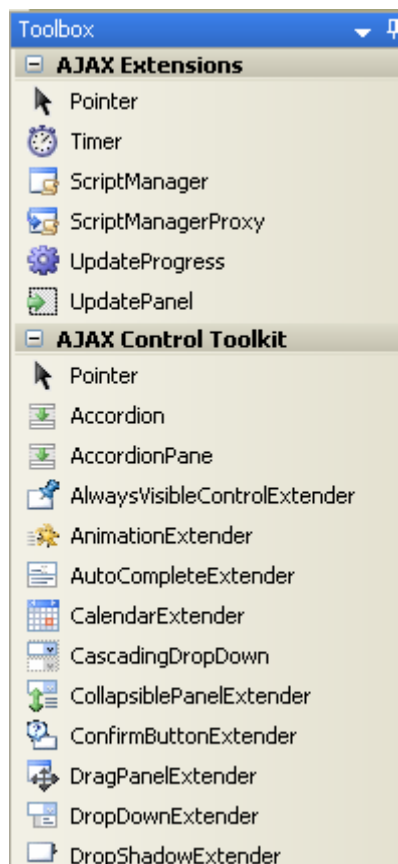 Toolbox
AJAX Extensions
Pointer
Timer
ScriptManager
ScriptManagerProxy
UpdateProgress
UpdatePanel
AJAX Control Toolkit
Pointer
Accordion
AccordionPane
AlwaysVisibleControlExtender
AnimationExtender
AutoCompleteExtender
CalendarExtender
CascadingDropDown
CollapsiblePanelExtender
ConfirmButtonExtender
DragPanelExtender
DropDownExtender
DropShadowExtender